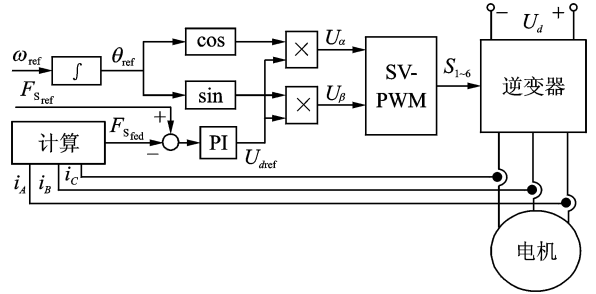 − U_d +
ω_ref
∫
θ_ref
cos
×
U_α
sin
×
U_β
SV-
PWM
S_1~6
逆变器
F_S_ref
+
−
计算
F_S_fed
PI
U_dref
i_A i_B i_C
电机